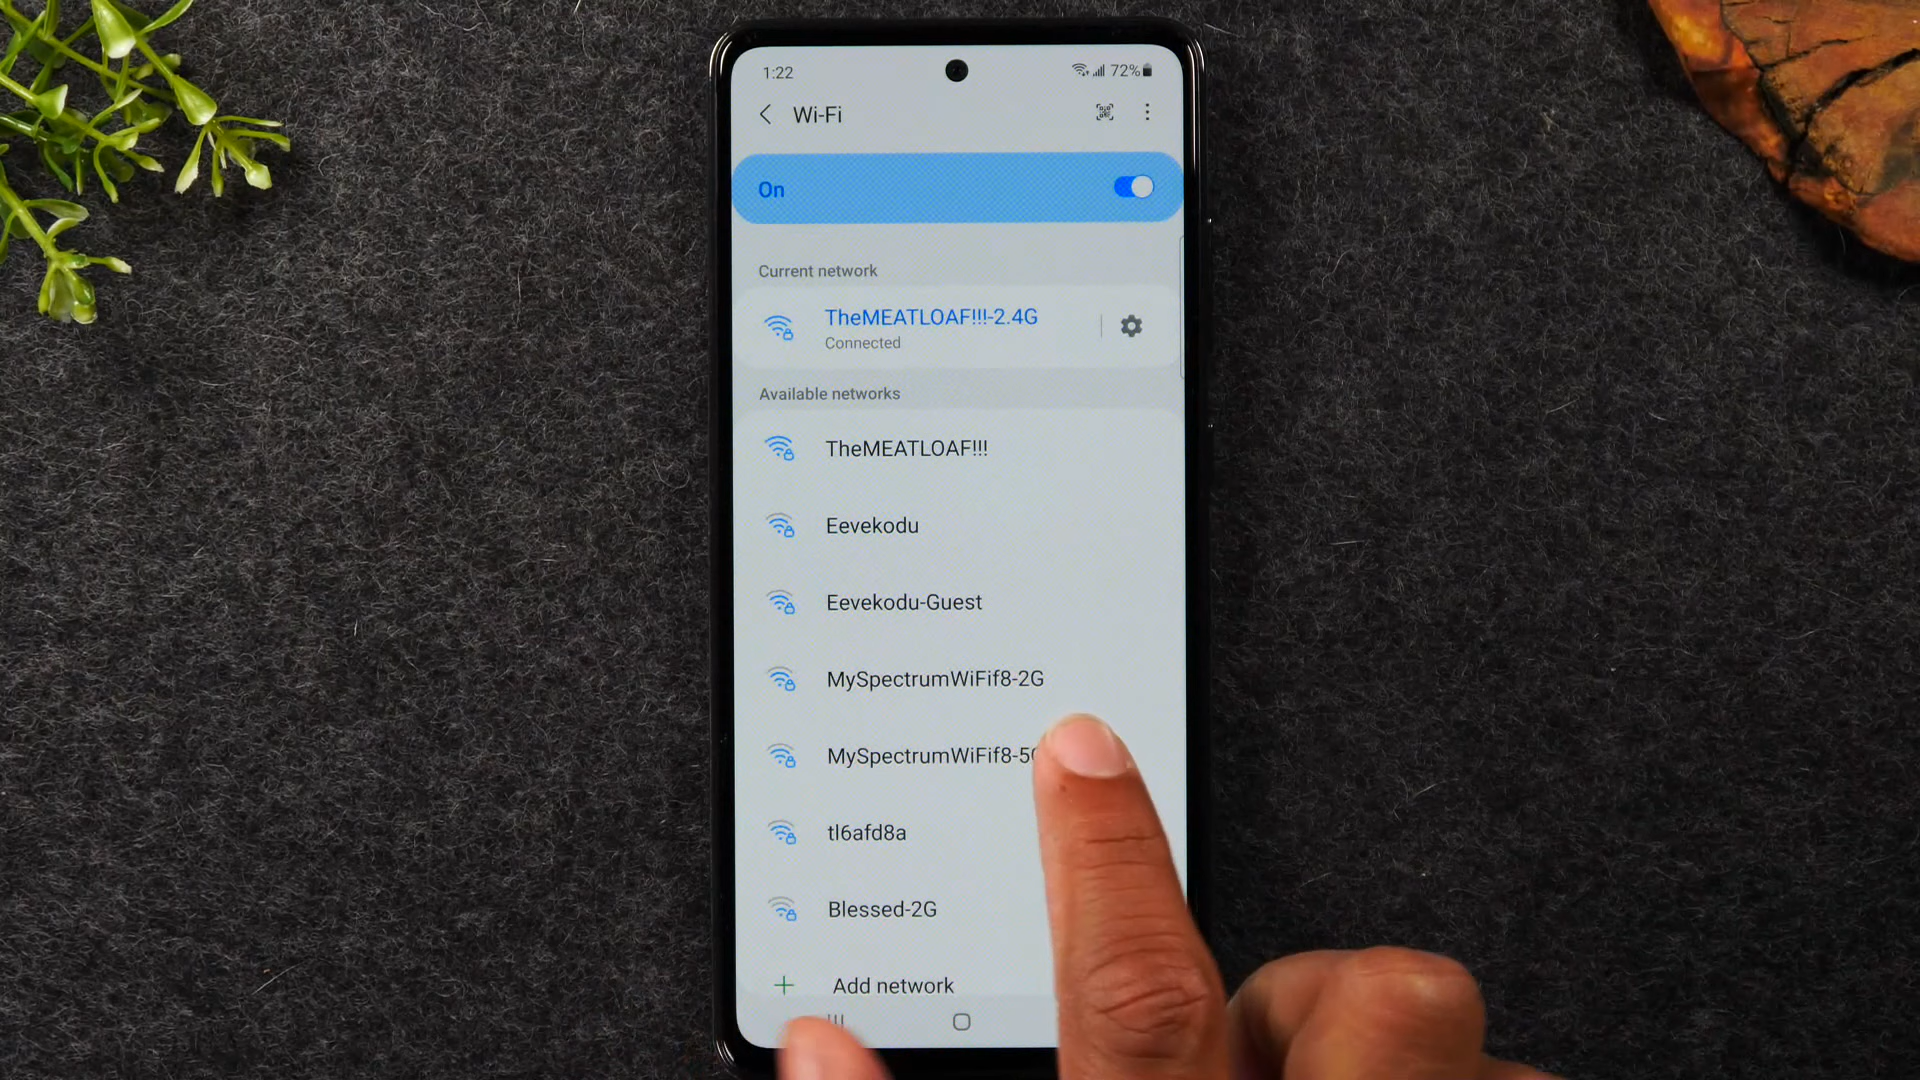 1:22
72%
Wi-Fi
On
Current network
TheMEATLOAF!!!-2.4G
Connected
Available networks
TheMEATLOAF!!!
Eevekodu
Eevekodu-Guest
MySpectrumWiFif8-2G
MySpectrumWiFif8-5
tl6afd8a
Blessed-2G
Add network